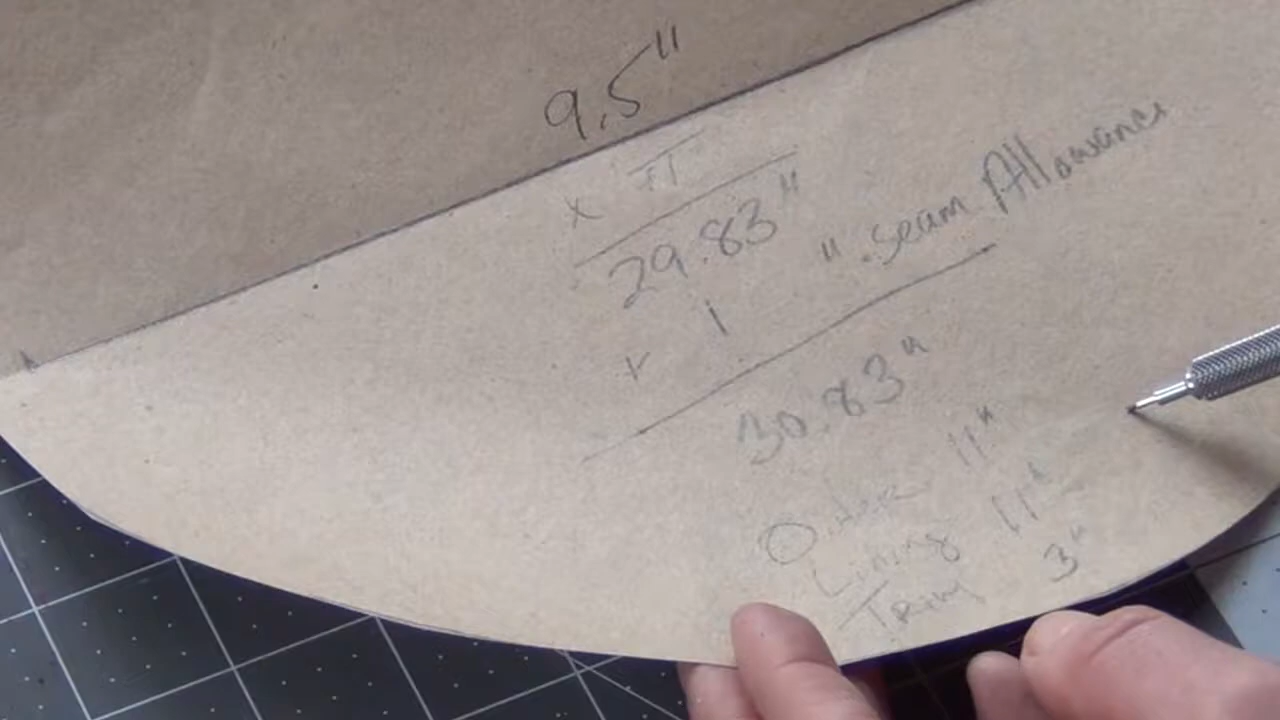 9.5"
x π
29.83"
+ 1 " seam Allowance
30.83"
Outer 11"
Lining 11"
Trim 3"